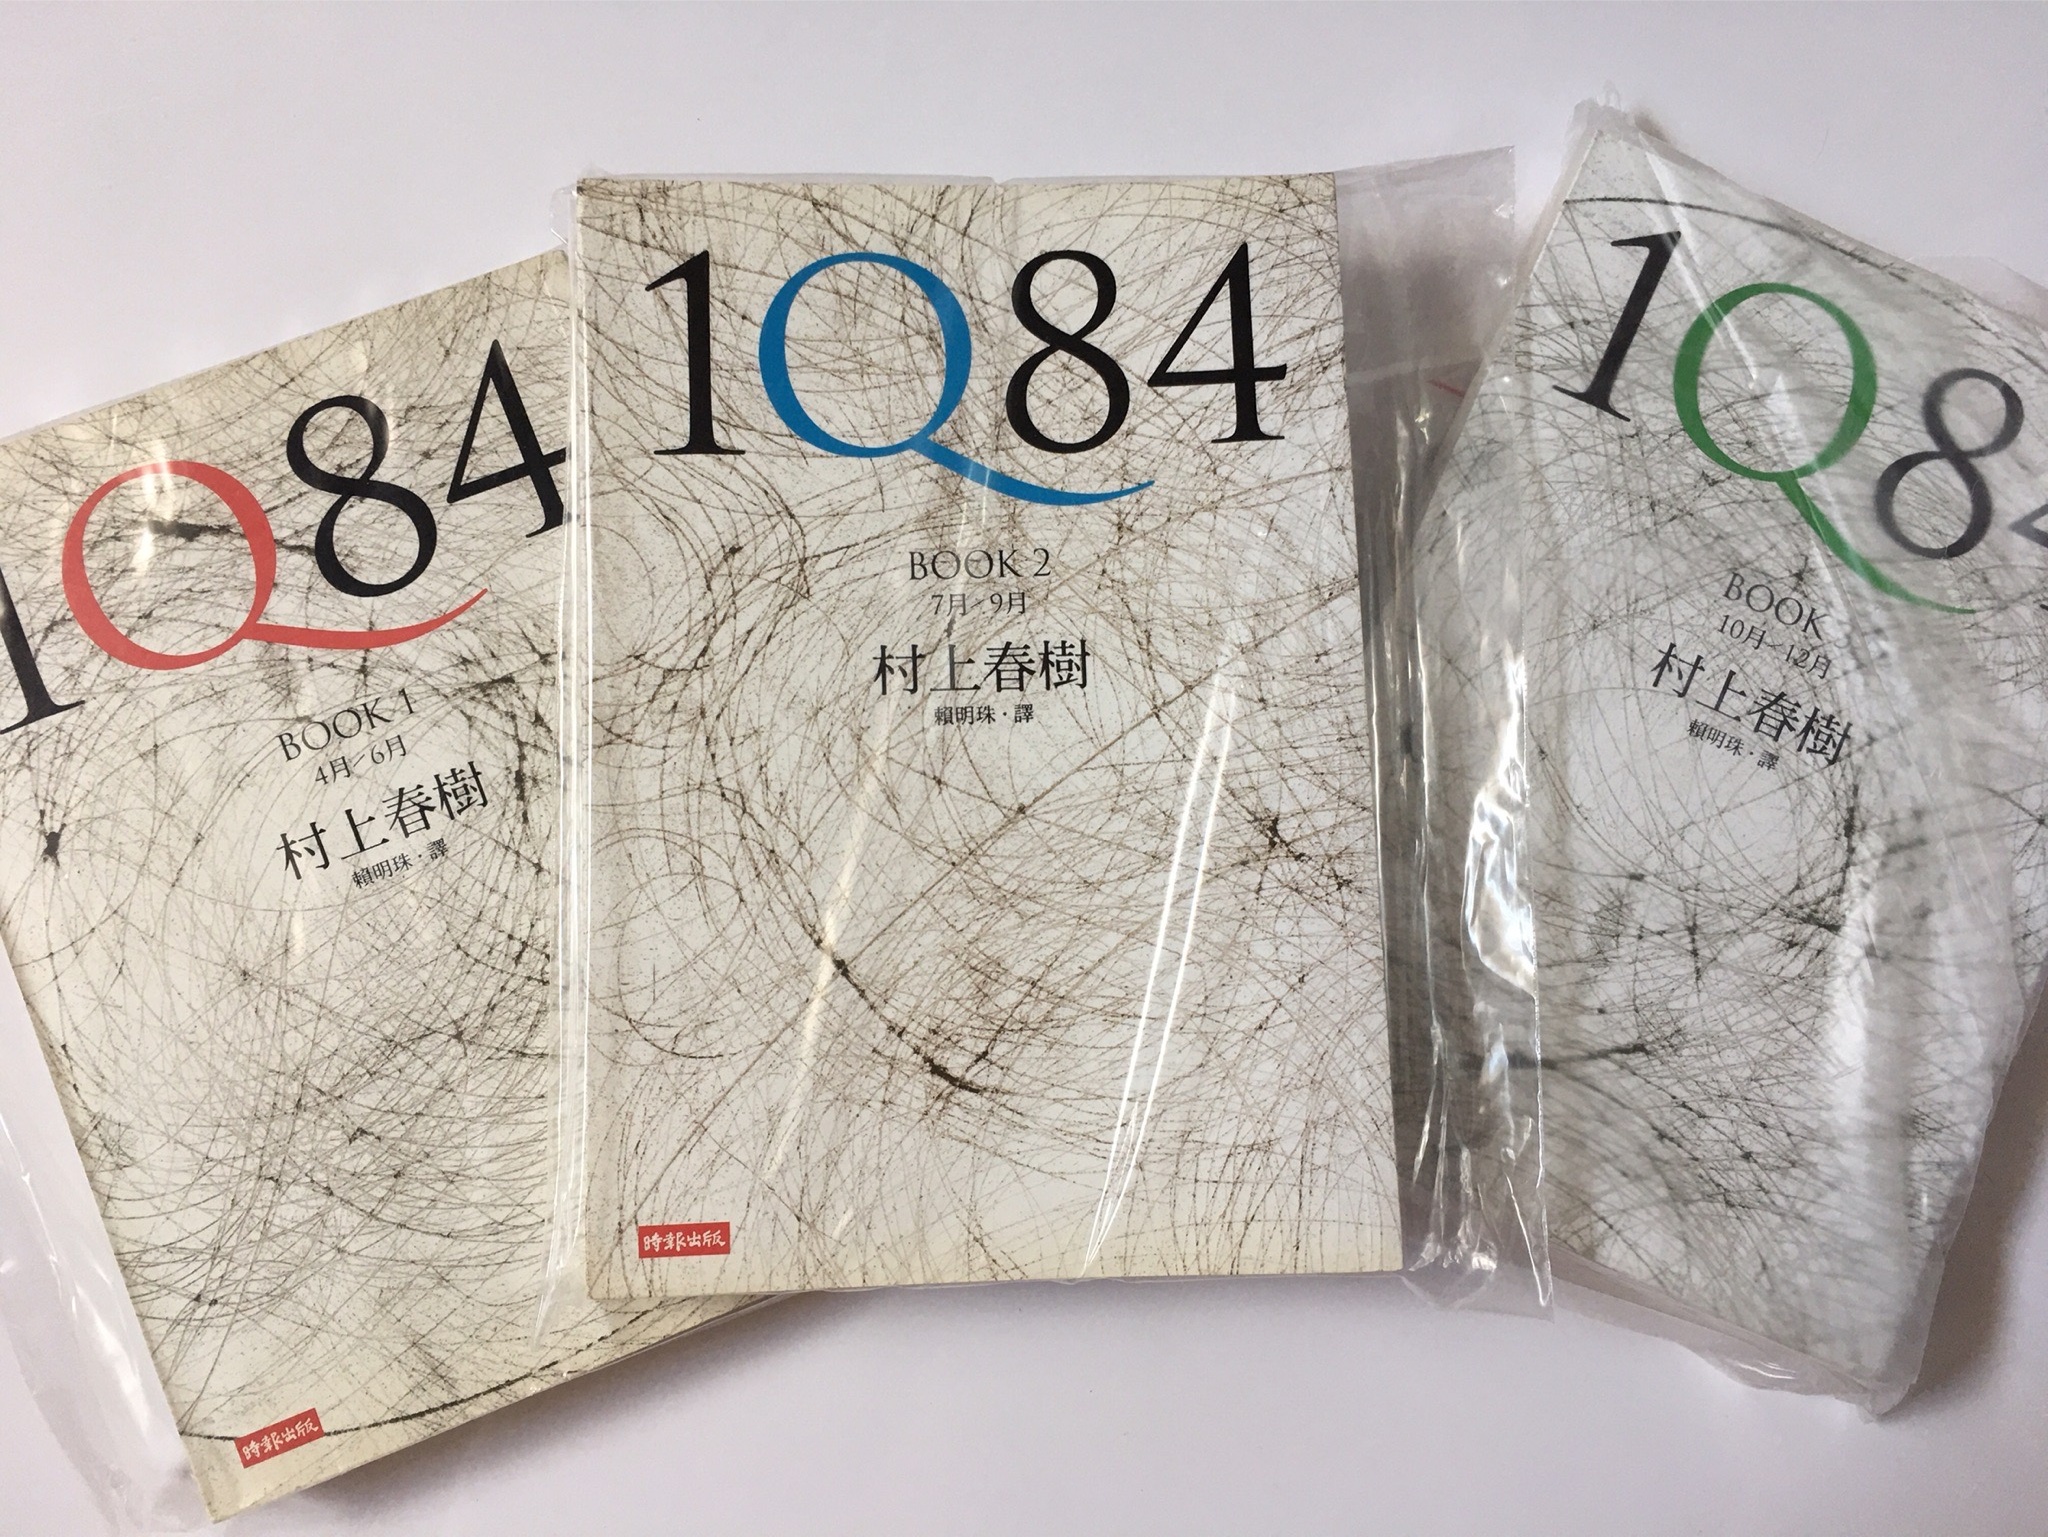 1Q84
BOOK 1
4月/6月
村上春樹
賴明珠・譯
時報出版
1Q84
BOOK 2
7月/9月
村上春樹
賴明珠・譯
時報出版
1Q84
BOOK
10月/12月
村上春樹
賴明珠・譯